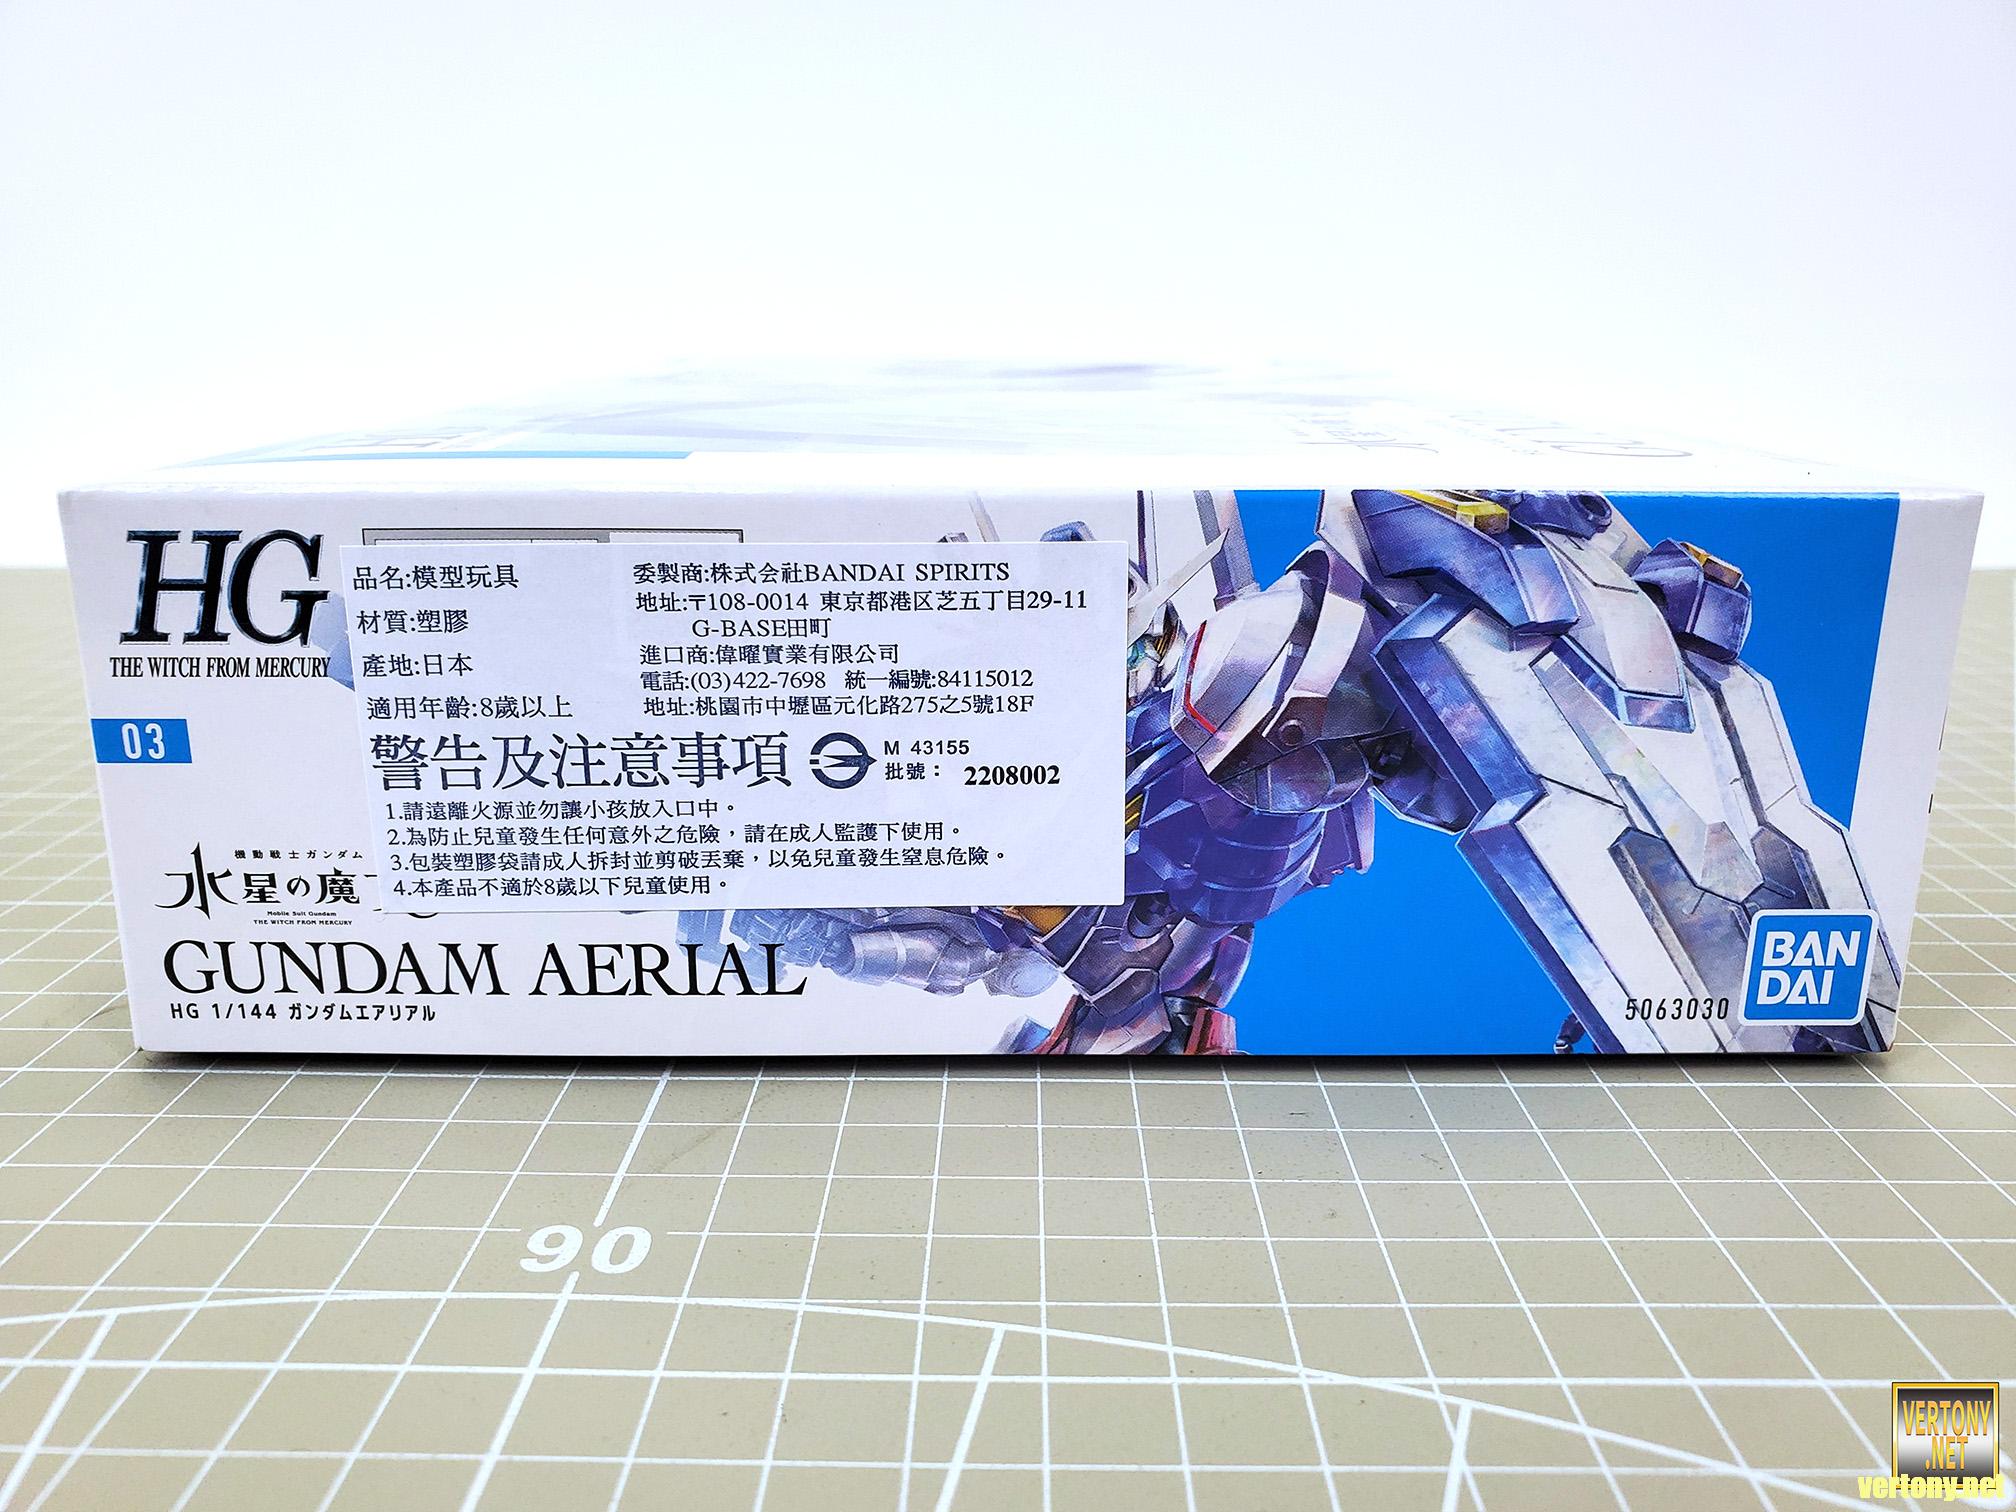 HG
THE WITCH FROM MERCURY
03
品名:模型玩具
材質:塑膠
產地:日本
適用年齡:8歲以上
委製商:株式会社BANDAI SPIRITS
地址:〒108-0014 東京都港区芝五丁目29-11
G-BASE田町
進口商:偉曜實業有限公司
電話:(03)422-7698 統一編號:84115012
地址:桃園市中壢區元化路275之5號18F
警告及注意事項
M 43155
批號： 2208002
1.請遠離火源並勿讓小孩放入口中。
2.為防止兒童發生任何意外之危險，請在成人監護下使用。
3.包裝塑膠袋請成人拆封並剪破丟棄，以免兒童發生窒息危險。
4.本產品不適於8歲以下兒童使用。
機動戦士ガンダム
水星の魔
Mobile Suit Gundam
THE WITCH FROM MERCURY
GUNDAM AERIAL
HG 1/144 ガンダムエアリアル
5063030
BAN
DAI
90
VERTONY
.NET
vertony.net